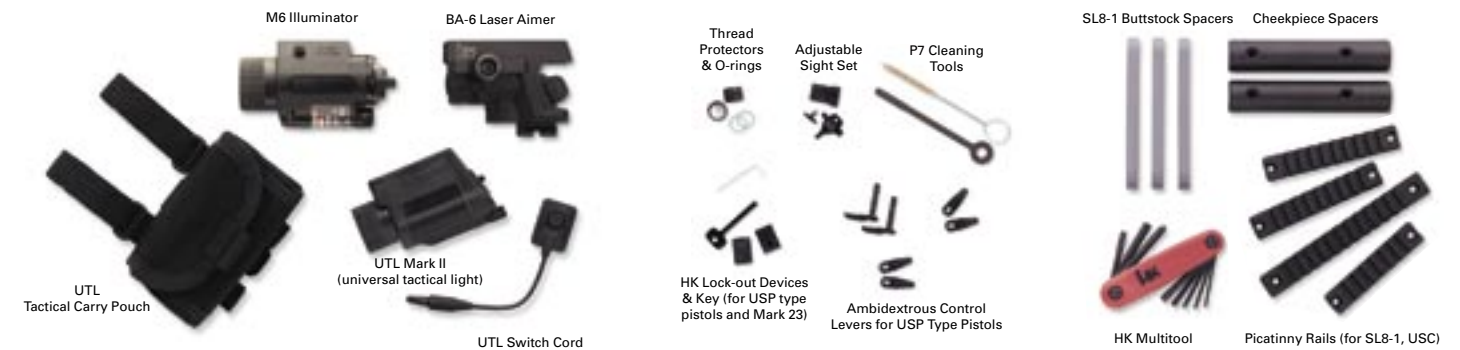 M6 Illuminator
BA-6 Laser Aimer
UTL
Tactical Carry Pouch
UTL Mark II
(universal tactical light)
UTL Switch Cord
Thread
Protectors
& O-rings
Adjustable
Sight Set
P7 Cleaning
Tools
HK Lock-out Devices
& Key (for USP type
pistols and Mark 23)
Ambidextrous Control
Levers for USP Type Pistols
SL8-1 Buttstock Spacers
Cheekpiece Spacers
HK
HK Multitool
Picatinny Rails (for SL8-1, USC)